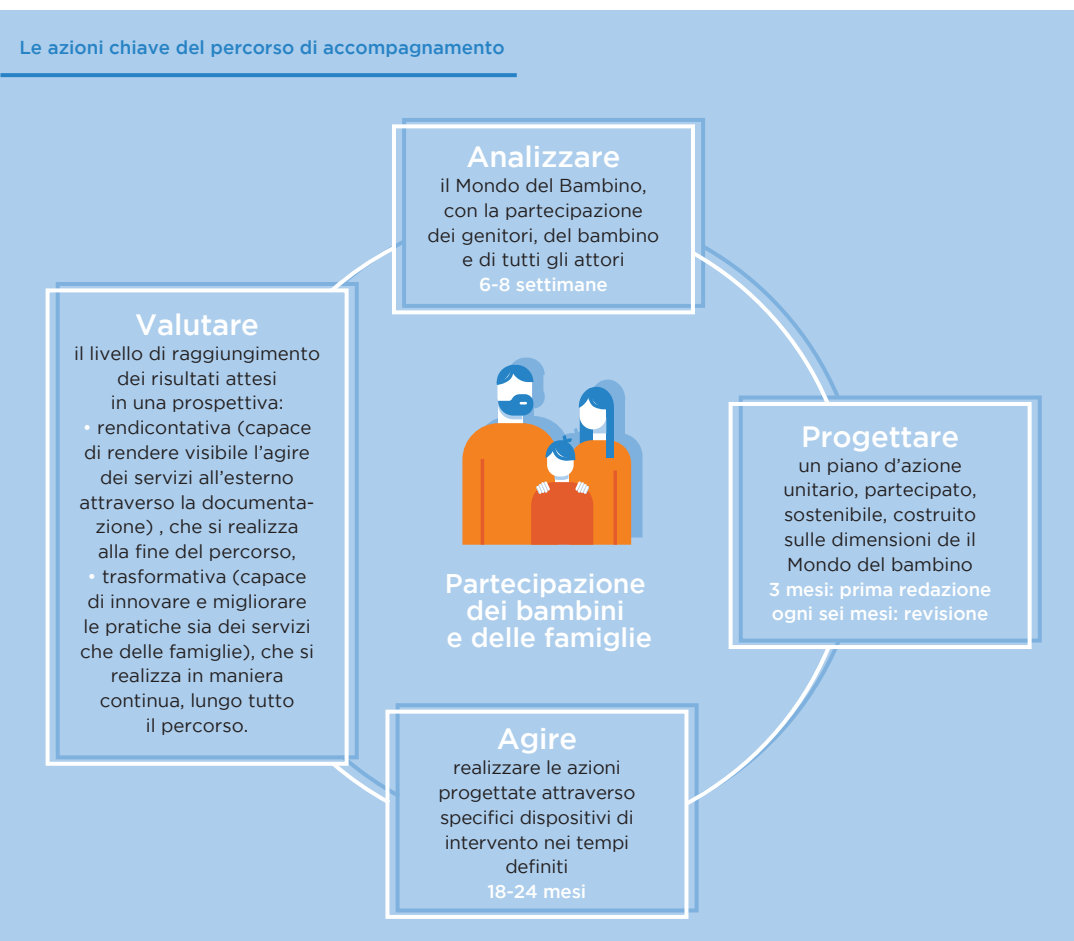 Le azioni chiave del percorso di accompagnamento
Analizzare
il Mondo del Bambino,
con la partecipazione
dei genitori, del bambino
e di tutti gli attori
6-8 settimane
Progettare
un piano d'azione
unitario, partecipato,
sostenibile, costruito
sulle dimensioni de il
Mondo del bambino
3 mesi: prima redazione
ogni sei mesi: revisione
Agire
realizzare le azioni
progettate attraverso
specifici dispositivi di
intervento nei tempi
definiti
18-24 mesi
Valutare
il livello di raggiungimento
dei risultati attesi
in una prospettiva:
• rendicontativa (capace
di rendere visibile l'agire
dei servizi all'esterno
attraverso la documenta-
zione) , che si realizza
alla fine del percorso,
• trasformativa (capace
di innovare e migliorare
le pratiche sia dei servizi
che delle famiglie), che si
realizza in maniera
continua, lungo tutto
il percorso.
Partecipazione
dei bambini
e delle famiglie